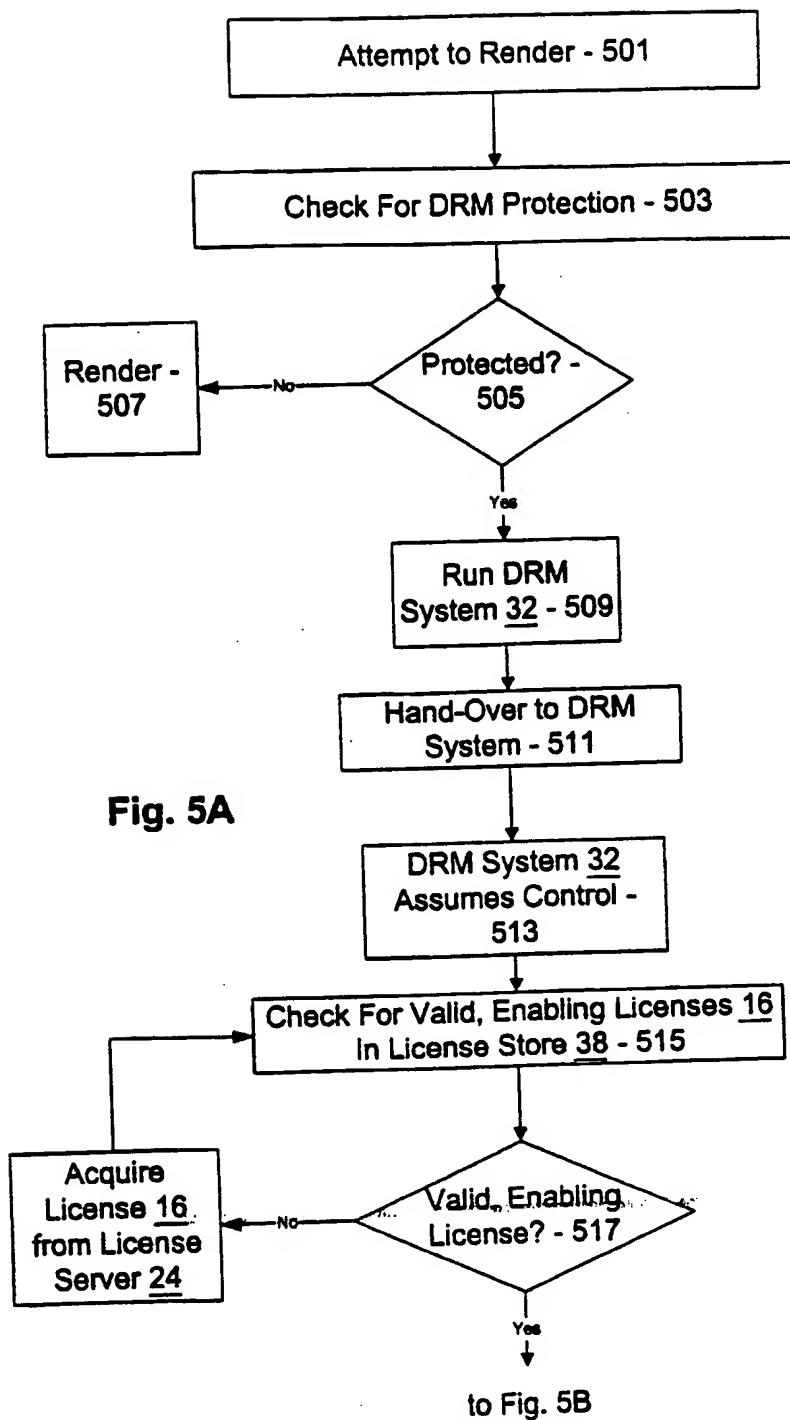 Attempt to Render - 501
Check For DRM Protection - 503
Protected? -
505
No
Render -
507
Yes
Run DRM
System 32 - 509
Hand-Over to DRM
System - 511
Fig. 5A
DRM System 32
Assumes Control -
513
Check For Valid, Enabling Licenses 16
in License Store 38 - 515
Valid, Enabling
License? - 517
No
Acquire
License 16
from License
Server 24
Yes
to Fig. 5B